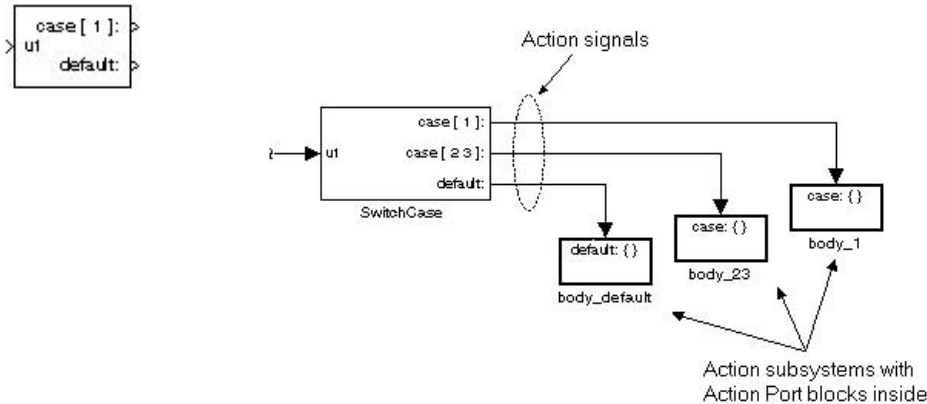 case [ 1 ]:
u1
default:
Action signals
case [ 1 ]:
u1
case [ 2 3 ]:
default:
SwitchCase
case: { }
body_1
case: { }
body_23
default: { }
body_default
Action subsystems with
Action Port blocks inside